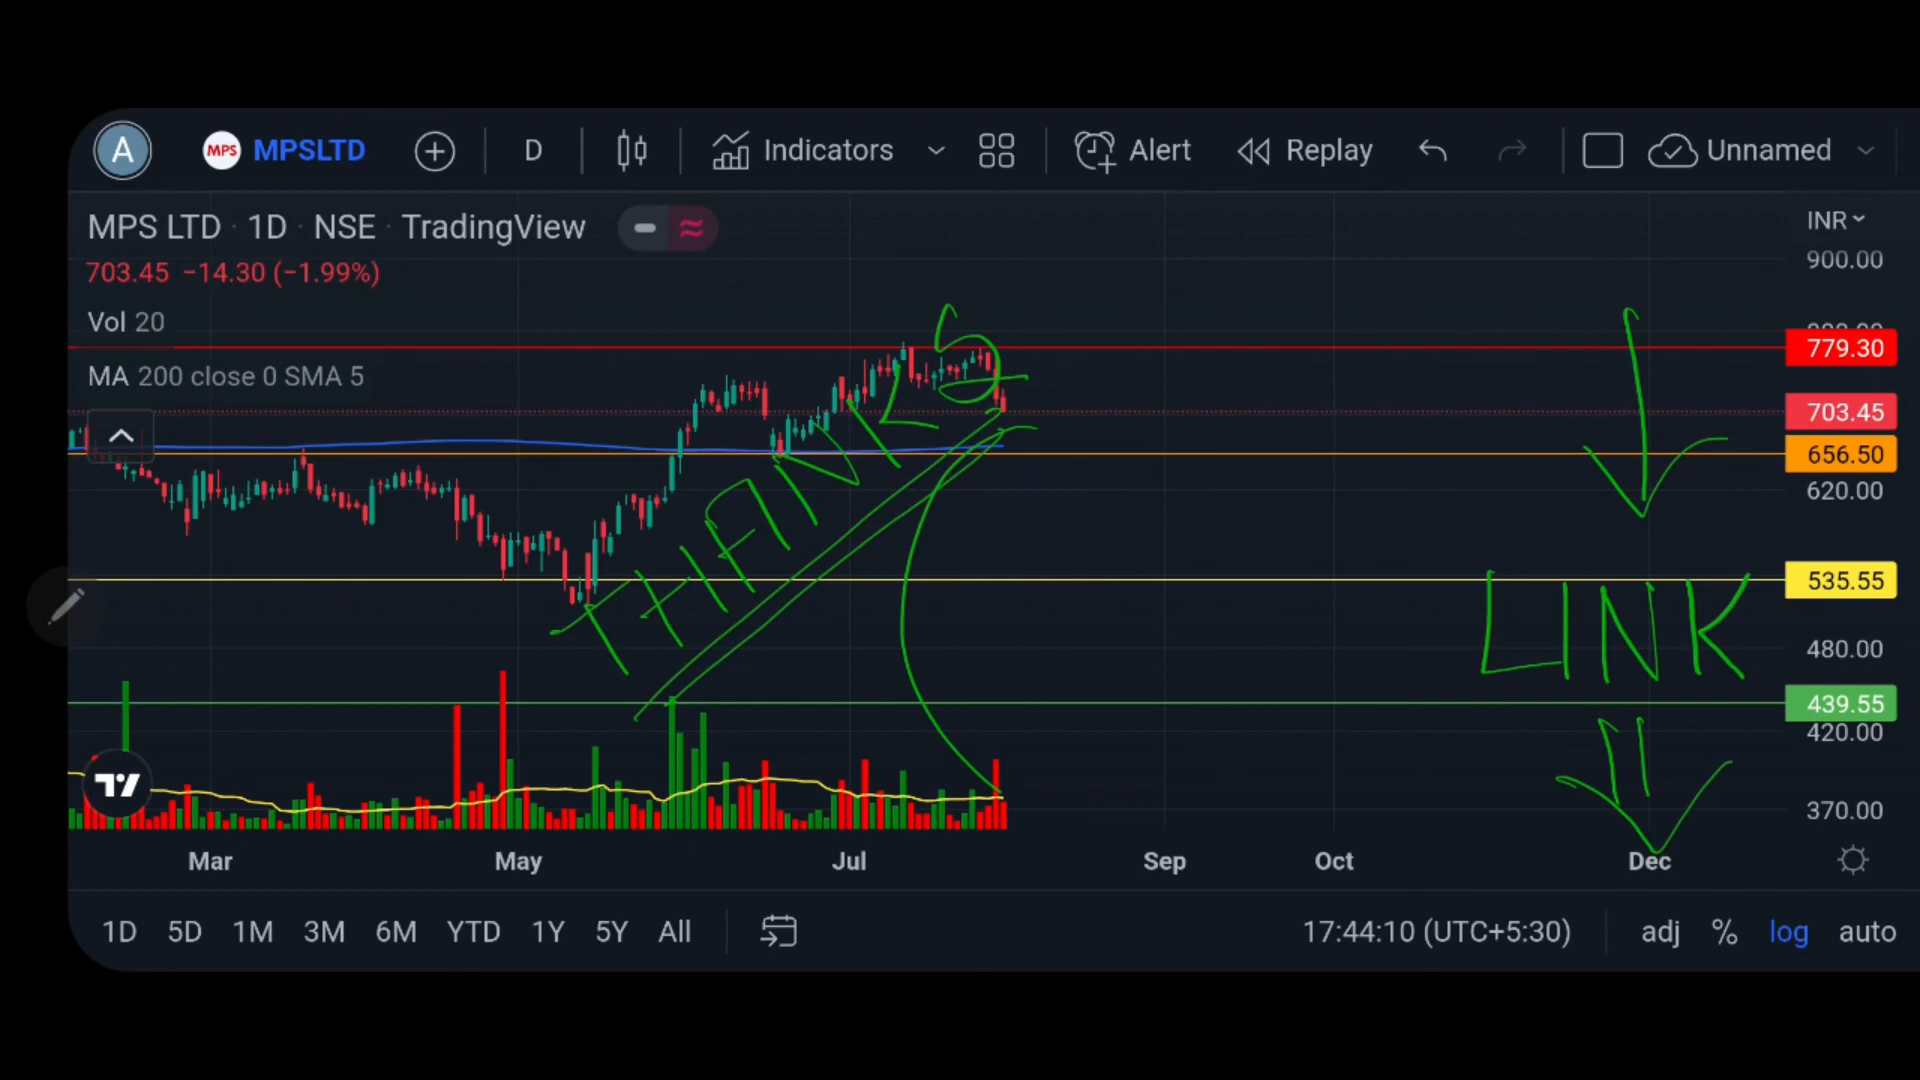 A MPS MPSLTD D Indicators Alert Replay Unnamed
MPS LTD · 1D · NSE · TradingView
INR
703.45 −14.30 (−1.99%)
900.00
Vol 20
779.30
MA 200 close 0 SMA 5
703.45
656.50
620.00
THANKS
535.55
LINK
480.00
439.55
420.00
370.00
Mar May Jul Sep Oct Dec
1D 5D 1M 3M 6M YTD 1Y 5Y All 17:44:10 (UTC+5:30) adj % log auto